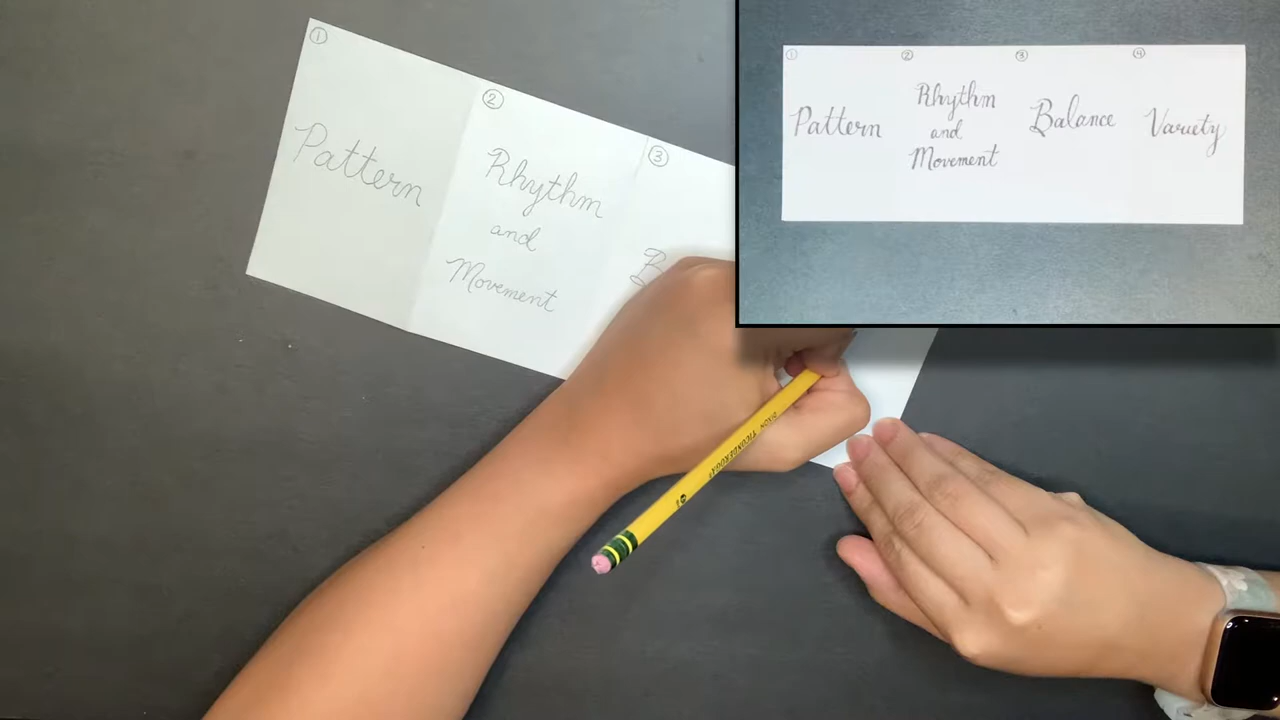 ①
Pattern
②
Rhythm
and
Movement
③
B
DIXON TICONDEROGA
①
Pattern
②
Rhythm
and
Movement
③
Balance
④
Variety